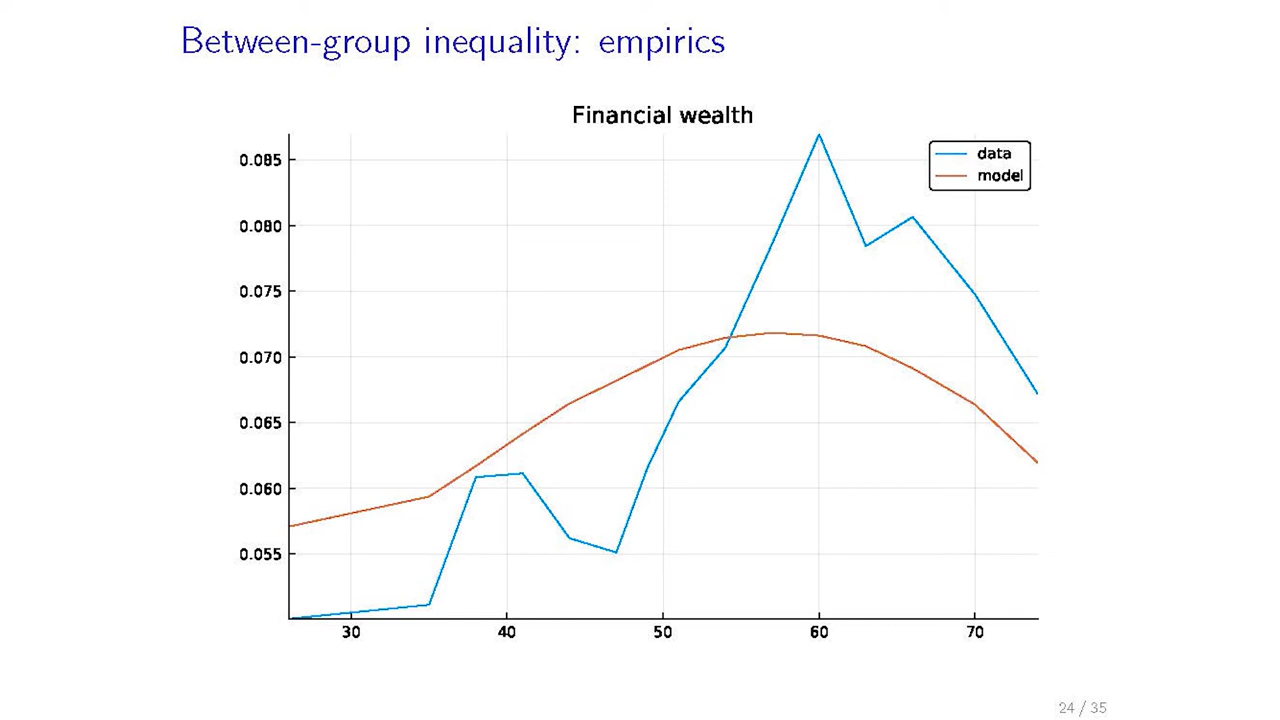 Between-group inequality: empirics
Financial wealth
0.085
0.080
0.075
0.070
0.065
0.060
0.055
data
model
30 40 50 60 70
24 / 35